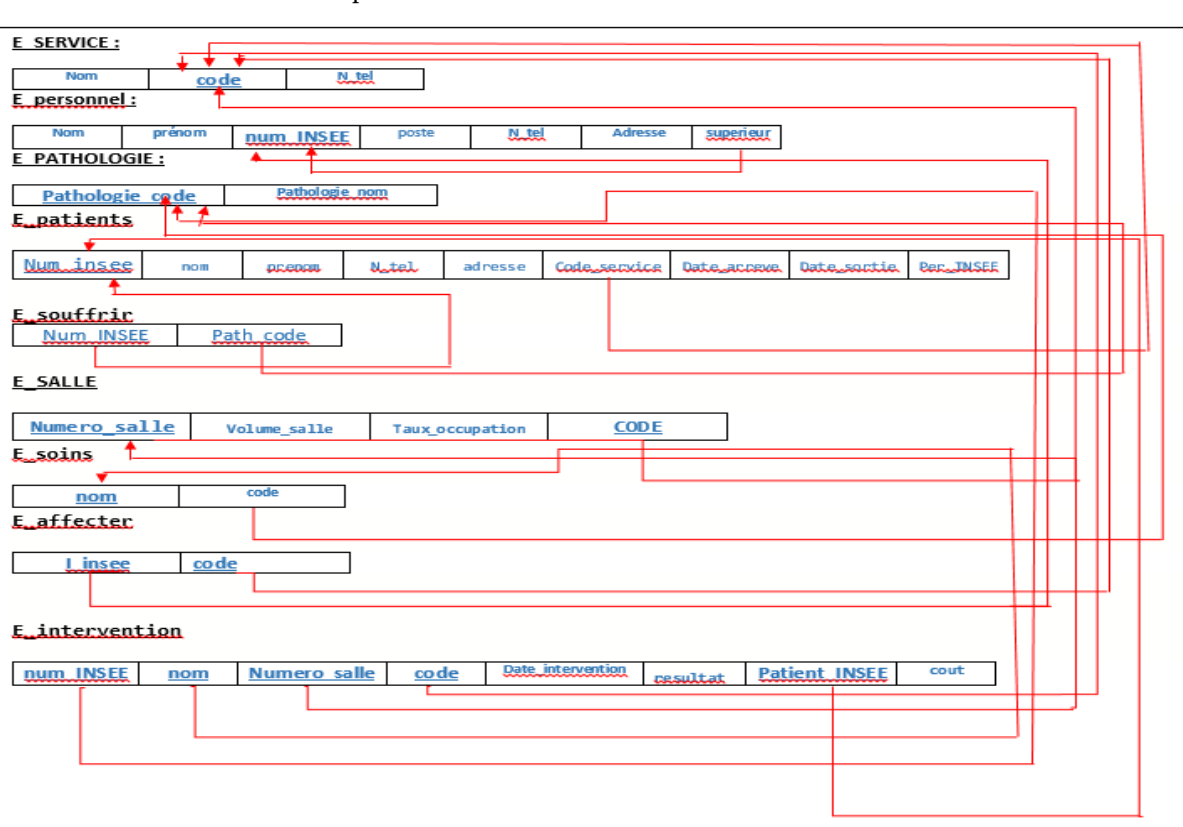 E_SERVICE :
Nom code N_tel
E_personnel :
Nom prénom num_INSEE poste N_tel Adresse superieur
E_PATHOLOGIE :
Pathologie_code Pathologie_nom
E_patients
Num_insee nom prenom N_tel adresse Code_service Date_arreve Date_sortie Per_INSEE
E_souffrir
Num_INSEE Path_code
E_SALLE
Numero_salle Volume_salle Taux_occupation CODE
E_soins
nom code
E_affecter
I_insee code
E_intervention
num_INSEE nom Numero_salle code Date_intervention resultat Patient_INSEE cout